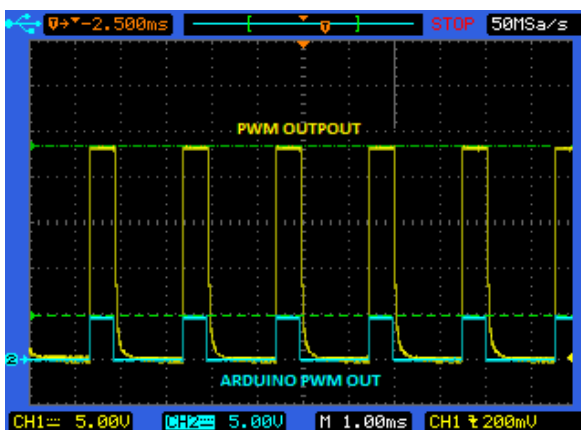 -2.500ms STOP 50MSa/s
PWM OUTPOUT
2
ARDUINO PWM OUT
CH1 5.00V CH2 5.00V M 1.00ms CH1 200mV